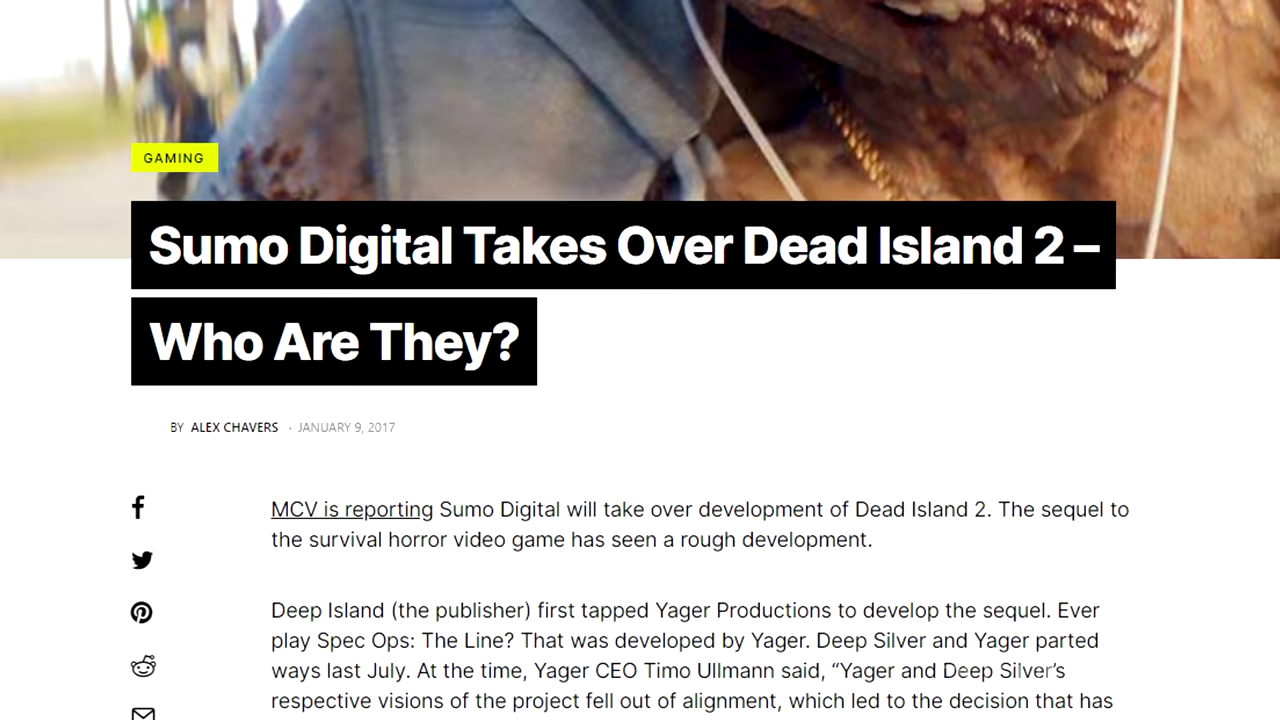 GAMING
Sumo Digital Takes Over Dead Island 2 –
Who Are They?
BY ALEX CHAVERS · JANUARY 9, 2017
MCV is reporting Sumo Digital will take over development of Dead Island 2. The sequel to
the survival horror video game has seen a rough development.
Deep Island (the publisher) first tapped Yager Productions to develop the sequel. Ever
play Spec Ops: The Line? That was developed by Yager. Deep Silver and Yager parted
ways last July. At the time, Yager CEO Timo Ullmann said, “Yager and Deep Silver’s
respective visions of the project fell out of alignment, which led to the decision that has